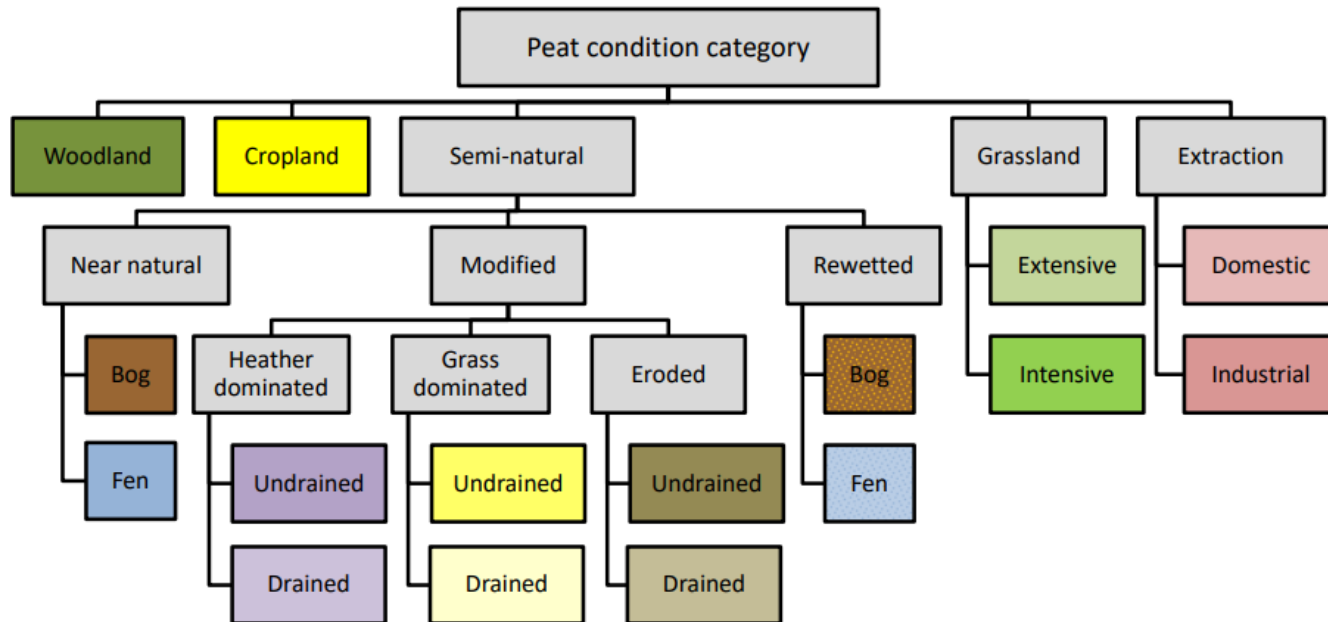 Peat condition category
Woodland
Cropland
Semi-natural
Grassland
Extraction
Near natural
Modified
Rewetted
Extensive
Domestic
Bog
Heather
dominated
Grass
dominated
Eroded
Bog
Intensive
Industrial
Fen
Undrained
Undrained
Undrained
Fen
Drained
Drained
Drained